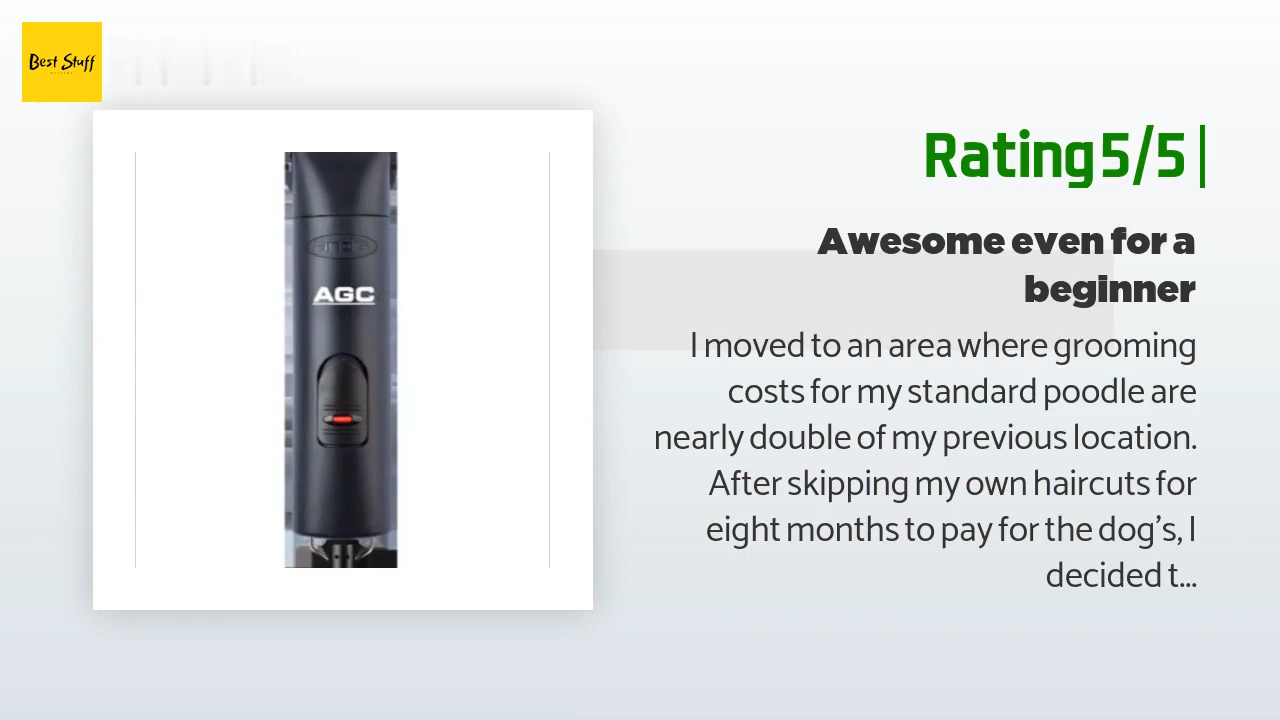 Best Stuff
Rating 5/5
Awesome even for a
beginner
I moved to an area where grooming
costs for my standard poodle are
nearly double of my previous location.
After skipping my own haircuts for
eight months to pay for the dog's, I
decided t...
AGC